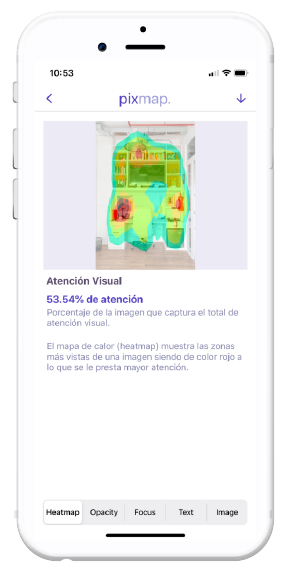 10:53
pixmap.
Atención Visual
53.54% de atención
Porcentaje de la imagen que captura el total de
atención visual.
El mapa de calor (heatmap) muestra las zonas
más vistas de una imagen siendo de color rojo a
lo que se le presta mayor atención.
Heatmap Opacity Focus Text Image